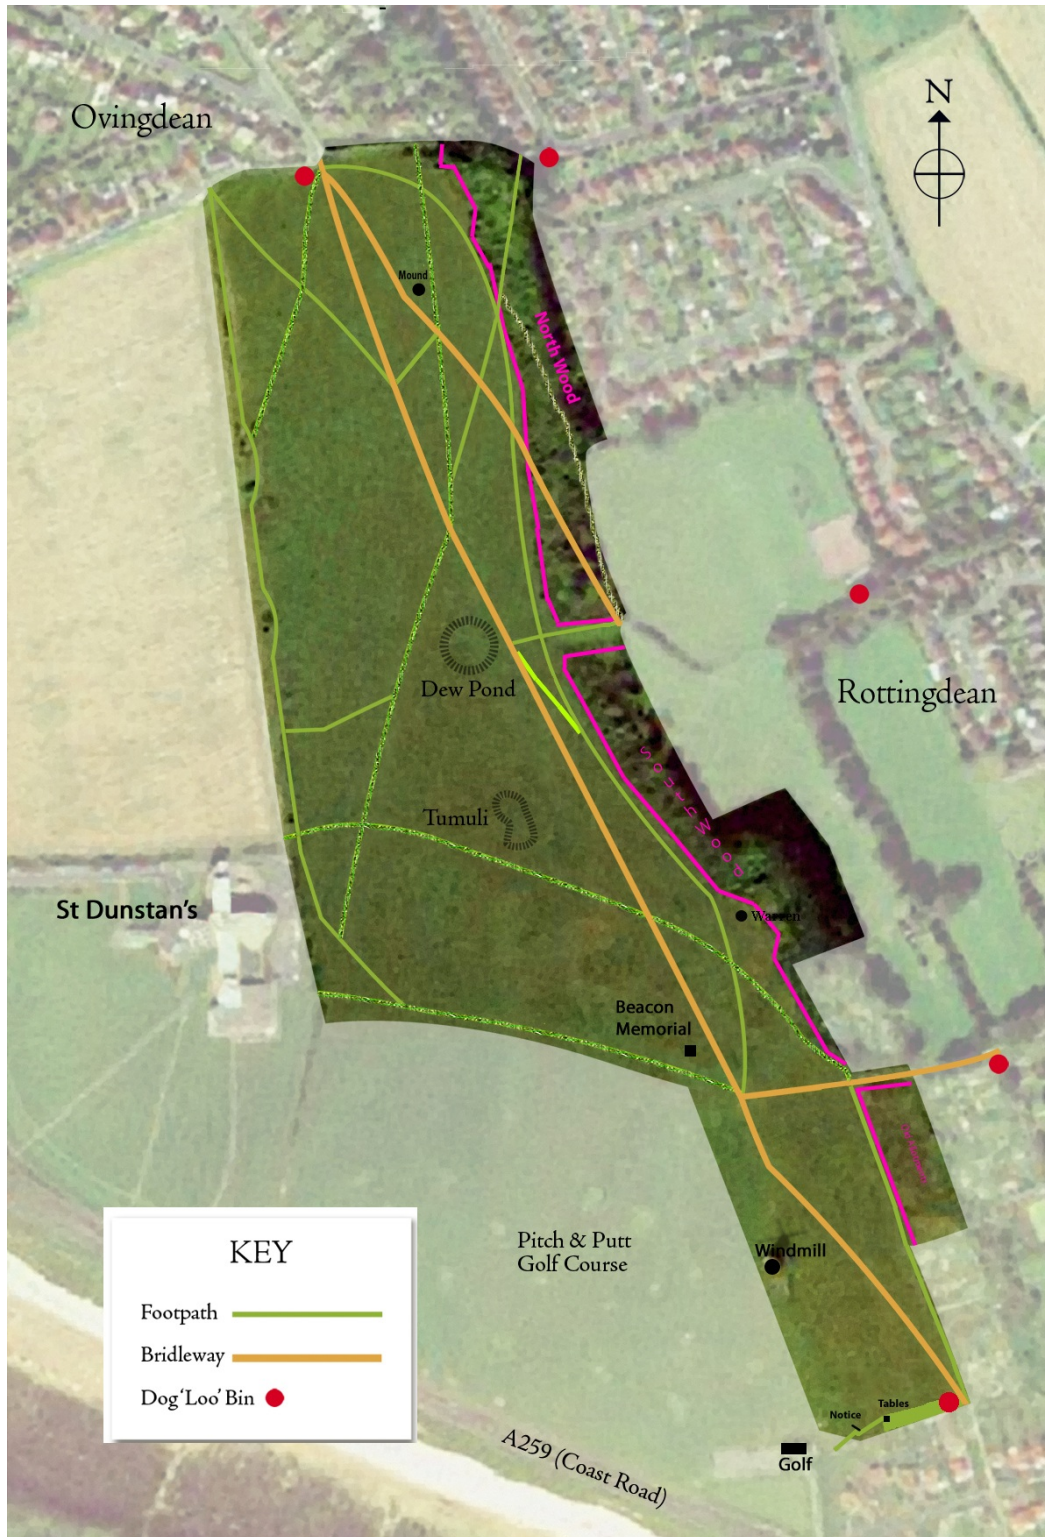 Ovingdean
N
Mound
North Wood
Dew Pond
Rottingdean
South Wood
Tumuli
St Dunstan's
Warren
Beacon
Memorial
Pitch & Putt
Golf Course
Windmill
KEY
Footpath
Bridleway
Dog 'Loo' Bin
Notice
Tables
Golf
A259 (Coast Road)